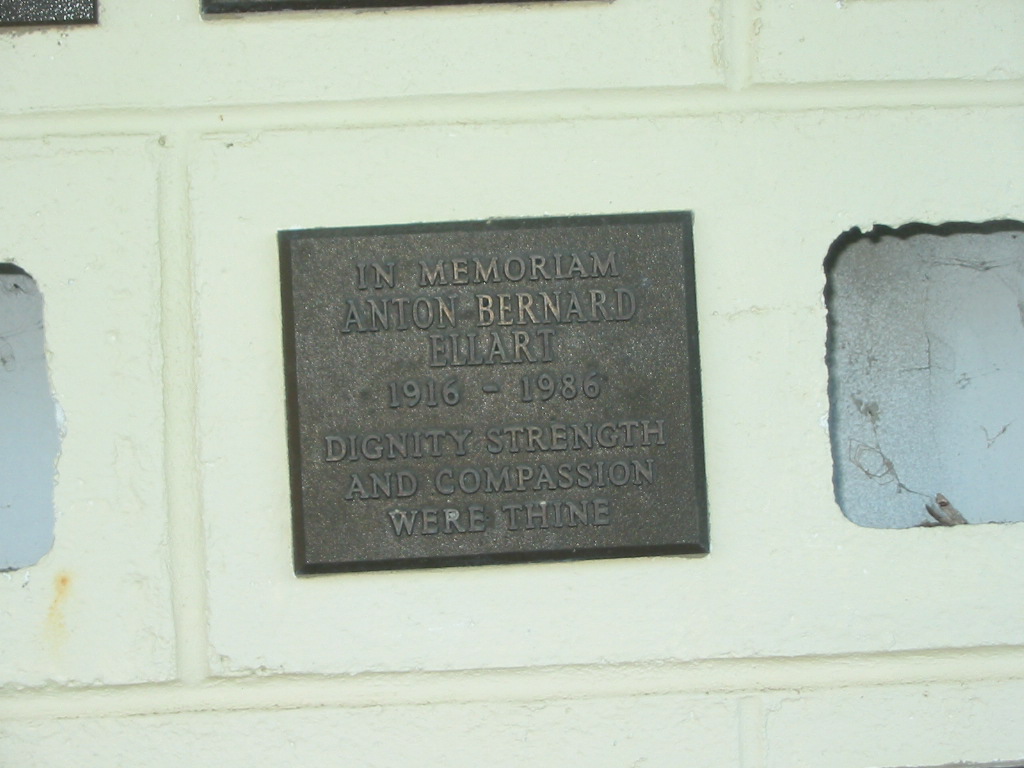 IN MEMORIAM
ANTON BERNARD
ELLART
1916 - 1986
DIGNITY STRENGTH
AND COMPASSION
WERE THINE